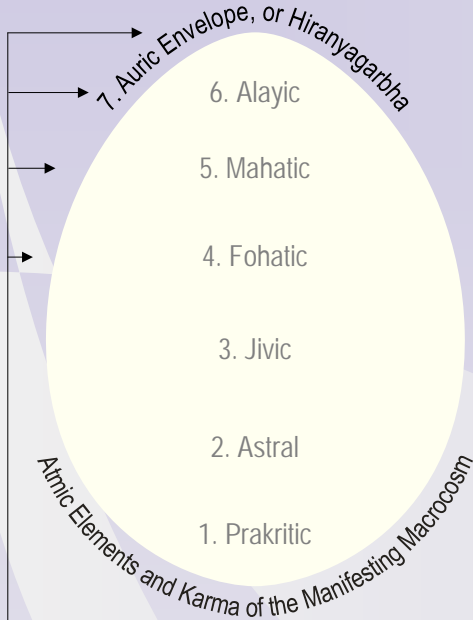 7. Auric Envelope, or Hiranyagarbha
6. Alayic
5. Mahatic
4. Fohatic
3. Jivic
2. Astral
1. Prakritic
Atmic Elements and Karma of the Manifesting Macrocosm